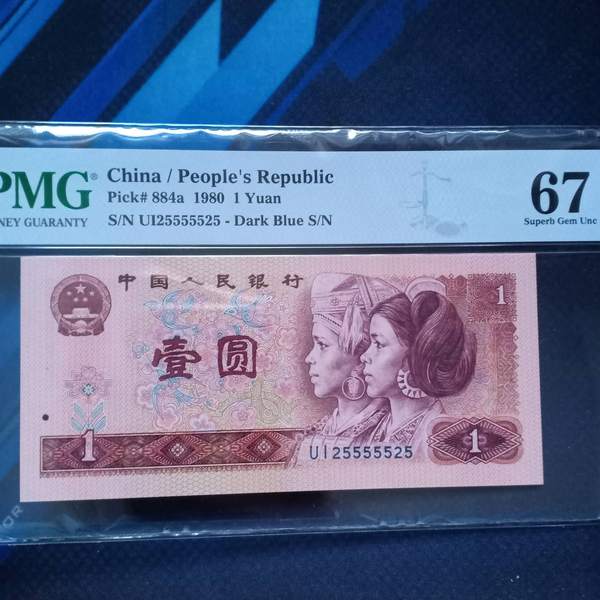 PMG
China / People's Republic
Pick# 884a 1980 1 Yuan
S/N UI25555525 - Dark Blue S/N
NEY GUARANTY
67
Superb Gem Unc
中国人民银行
1
壹圆
1
UI25555525
1
OR